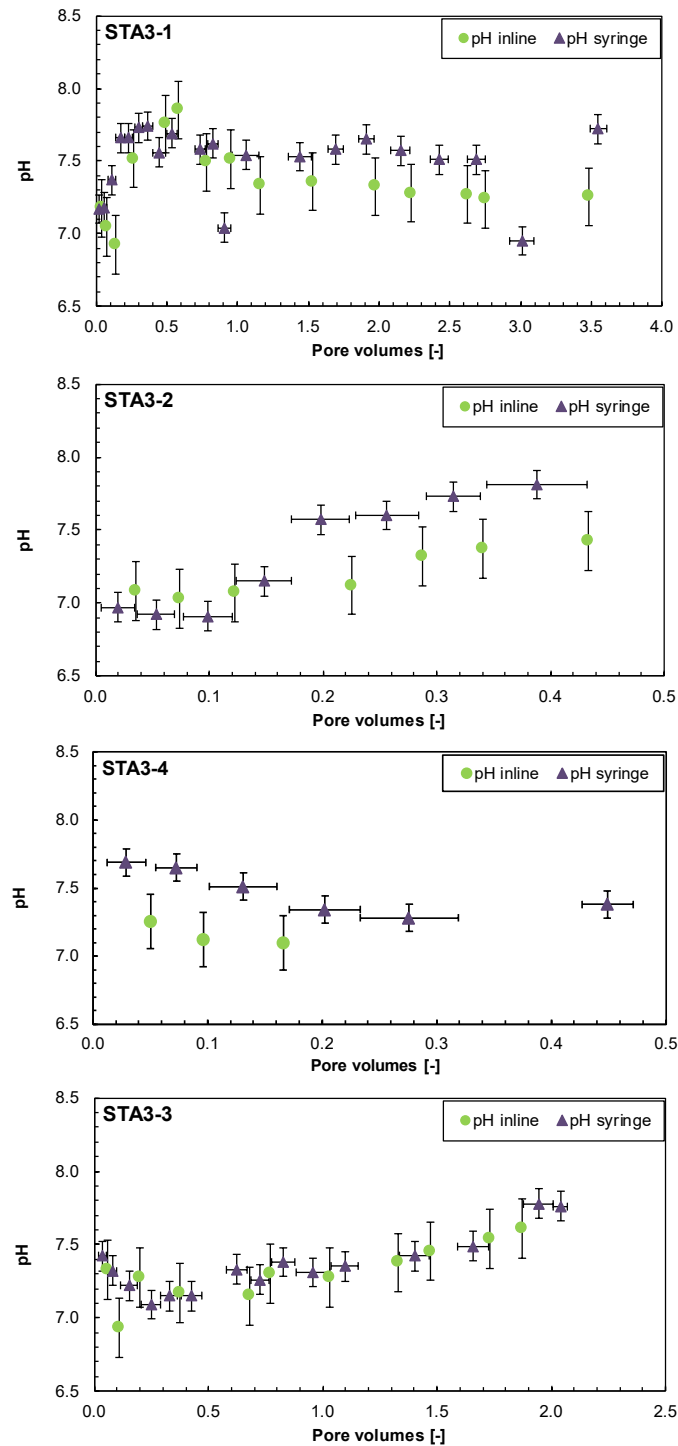 STA3-1
pH inline pH syringe
8.5
8.0
7.5
7.0
6.5
pH
0.0 0.5 1.0 1.5 2.0 2.5 3.0 3.5 4.0
Pore volumes [-]
STA3-2
pH inline pH syringe
8.5
8.0
7.5
7.0
6.5
pH
0.0 0.1 0.2 0.3 0.4 0.5
Pore volumes [-]
STA3-4
pH inline pH syringe
8.5
8.0
7.5
7.0
6.5
pH
0.0 0.1 0.2 0.3 0.4 0.5
Pore volumes [-]
STA3-3
pH inline pH syringe
8.5
8.0
7.5
7.0
6.5
pH
0.0 0.5 1.0 1.5 2.0 2.5
Pore volumes [-]